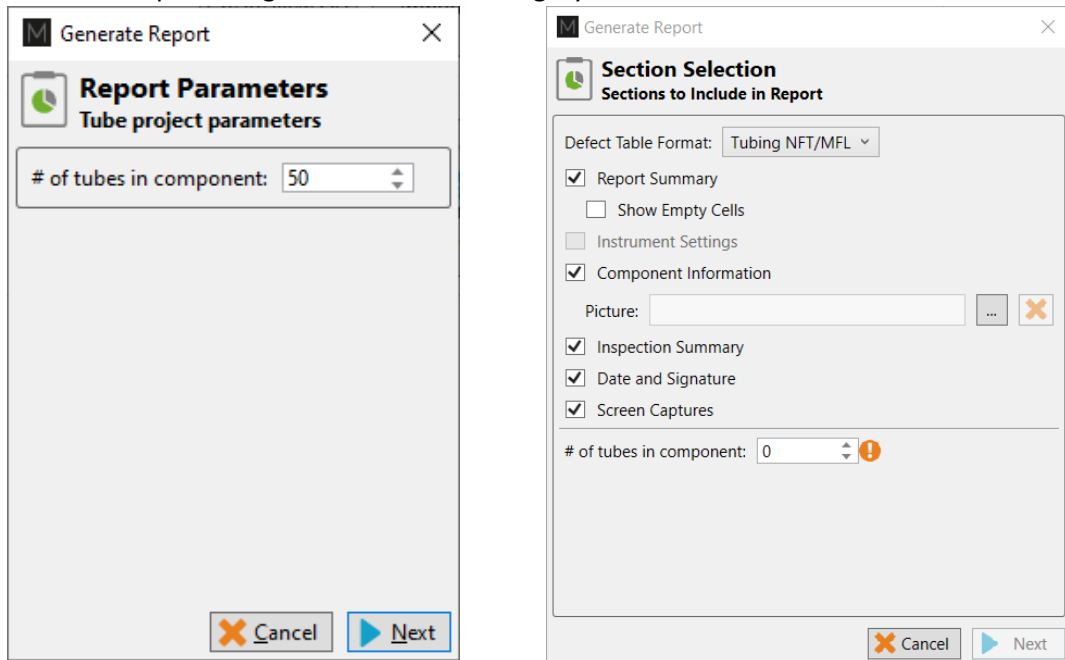 Generate Report
Report Parameters
Tube project parameters
# of tubes in component: 50
Cancel Next
Generate Report
Section Selection
Sections to Include in Report
Defect Table Format: Tubing NFT/MFL
Report Summary
Show Empty Cells
Instrument Settings
Component Information
Picture: ...
Inspection Summary
Date and Signature
Screen Captures
# of tubes in component: 0
Cancel Next